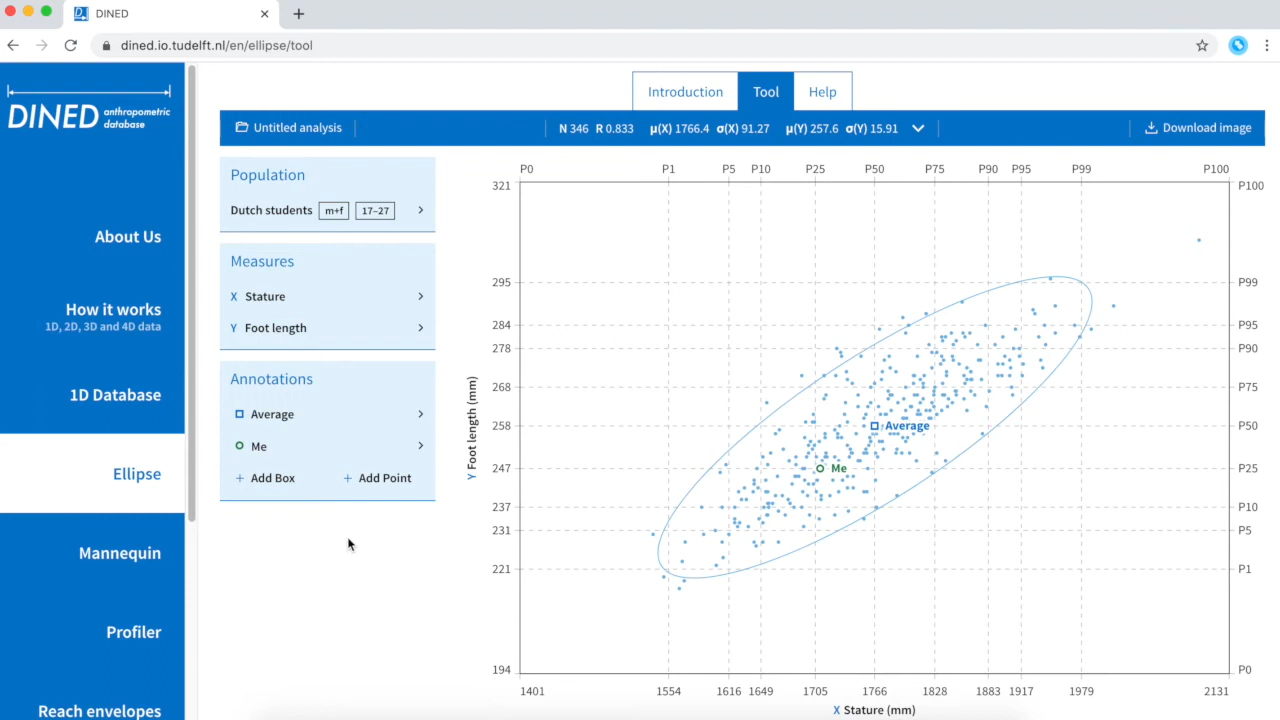 DINED
dined.io.tudelft.nl/en/ellipse/tool
DINED anthropometric database
About Us
How it works
1D, 2D, 3D and 4D data
1D Database
Ellipse
Mannequin
Profiler
Reach envelopes
Introduction Tool Help
Untitled analysis N 346 R 0.833 μ(X) 1766.4 σ(X) 91.27 μ(Y) 257.6 σ(Y) 15.91 Download image
Population
Dutch students m+f 17–27
Measures
X Stature
Y Foot length
Annotations
Average
Me
+ Add Box + Add Point
P0 P1 P5 P10 P25 P50 P75 P90 P95 P99 P100
321 P100
295 P99
284 P95
278 P90
268 P75
258 P50
247 P25
237 P10
231 P5
221 P1
194 P0
Y Foot length (mm)
Average
Me
1401 1554 1616 1649 1705 1766 1828 1883 1917 1979 2131
X Stature (mm)